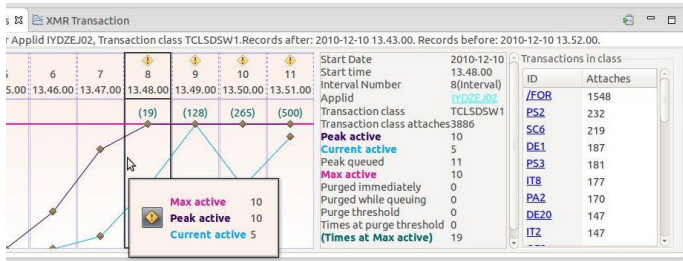 s XMR Transaction
r Applid IYDZEJ02, Transaction class TCLSDSW1.Records after: 2010-12-10 13.43.00. Records before: 2010-12-10 13.52.00.
6 7 8 9 10 11
5.00 13.46.00 13.47.00 13.48.00 13.49.00 13.50.00 13.51.00
(19) (128) (265) (500)
Max active 10
Peak active 10
Current active 5
Start Date 2010-12-10
Start time 13.48.00
Interval Number 8(Interval)
Applid IYDZEJ02
Transaction class TCLSDSW1
Transaction class attaches 3886
Peak active 10
Current active 5
Peak queued 11
Max active 10
Purged immediately 0
Purged while queuing 0
Purge threshold 0
Times at purge threshold 0
(Times at Max active) 19
Transactions in class
ID Attaches
/FOR 1548
PS2 232
SC6 219
DE1 187
PS3 181
IT8 177
PA2 170
DE20 147
IT2 147